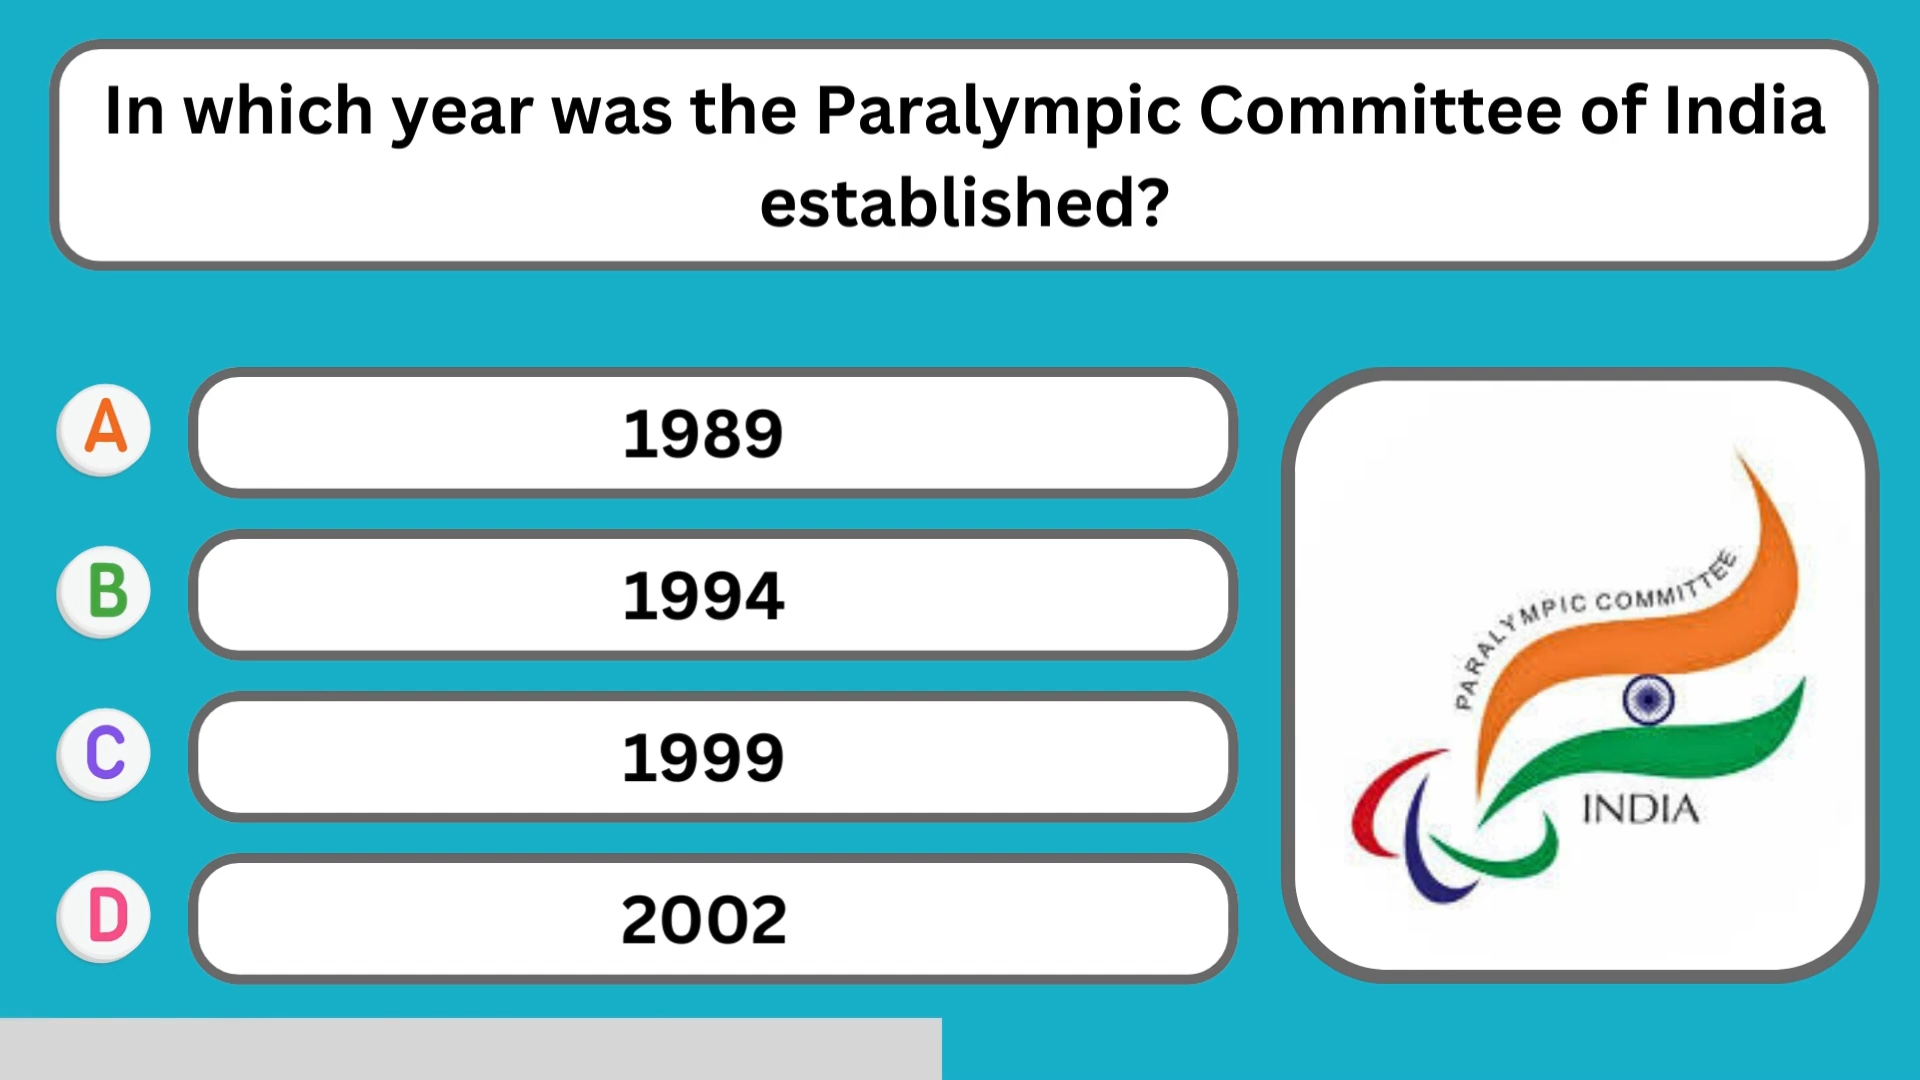 In which year was the Paralympic Committee of India
established?
A
1989
B
1994
C
1999
D
2002
PARALYMPIC COMMITTEE
INDIA